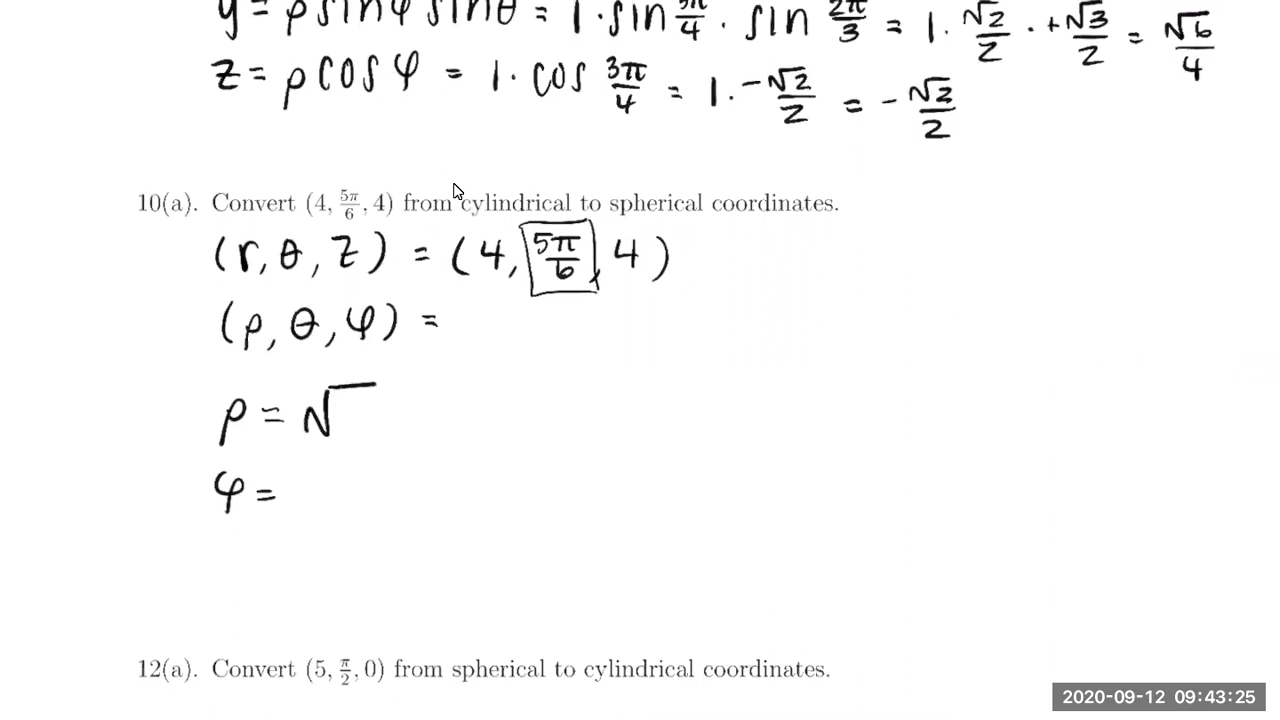 y = ρ sinφ sinθ = 1 · sin 3π/4 · sin 2π/3 = 1 · √2/2 · +√3/2 = √6/4
z = ρ cos φ = 1 · cos 3π/4 = 1 · -√2/2 = -√2/2
10(a). Convert (4, 5π/6, 4) from cylindrical to spherical coordinates.
(r, θ, z) = (4, 5π/6, 4)
(ρ, θ, φ) =
ρ = √
φ =
12(a). Convert (5, π/2, 0) from spherical to cylindrical coordinates.
2020-09-12 09:43:25